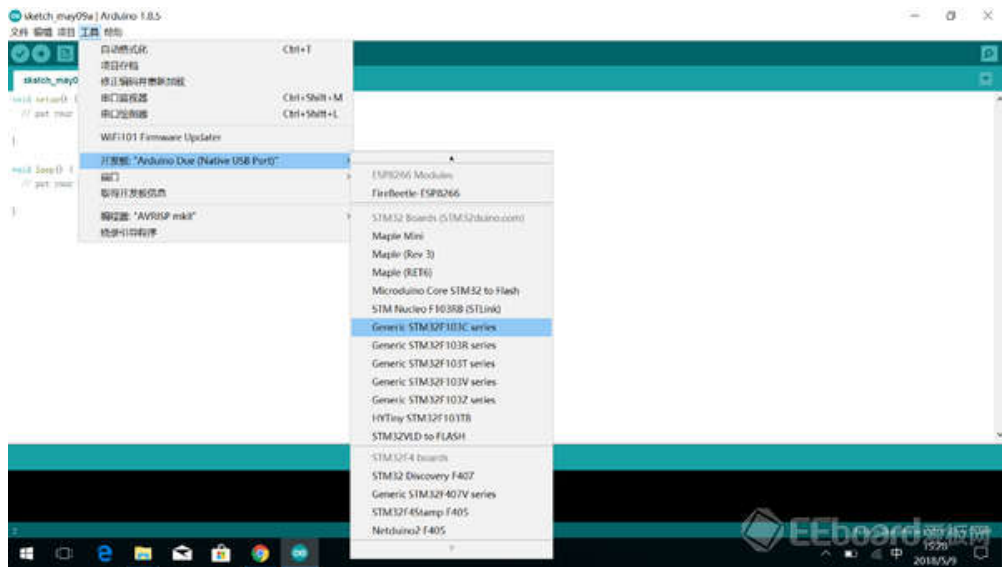 sketch_may09a | Arduino 1.8.5
文件 编辑 项目 工具 帮助
自动格式化 Ctrl+T
项目存档
修正编码并重新加载
串口监视器 Ctrl+Shift+M
串口绘图器 Ctrl+Shift+L
WiFi101 Firmware Updater
开发板: "Arduino Due (Native USB Port)"
端口
取得开发板信息
编程器: "AVRISP mkII"
烧录引导程序
sketch_may0
void setup() {
// put your
}
void loop() {
// put your
}
ESP8266 Modules
FireBeetle-ESP8266
STM32 Boards (STM32duino.com)
Maple Mini
Maple (Rev 3)
Maple (RET6)
Microduino Core STM32 to Flash
STM Nucleo F103RB (STLink)
Generic STM32F103C series
Generic STM32F103R series
Generic STM32F103T series
Generic STM32F103V series
Generic STM32F103Z series
HYTiny STM32F103TB
STM32VLD to FLASH
STM32F4 boards
STM32 Discovery F407
Generic STM32F407V series
STM32F4Stamp F405
Netduino2 F405
EEboard爱板网
中
15:28
2018/5/9